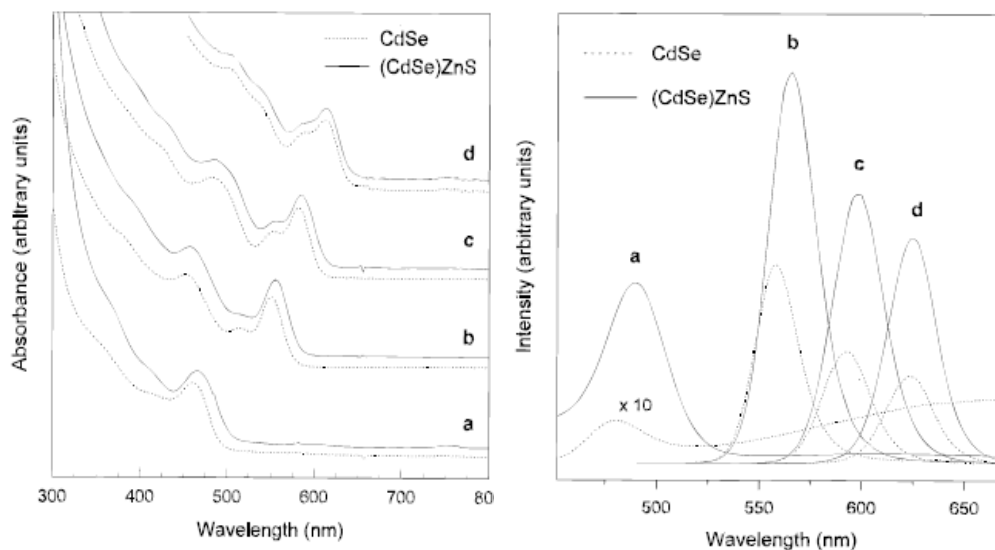 CdSe
(CdSe)ZnS
d
c
b
a
Absorbance (arbitrary units)
300 400 500 600 700 80
Wavelength (nm)
CdSe
(CdSe)ZnS
a
b
c
d
x 10
Intensity (arbitrary units)
500 550 600 650
Wavelength (nm)